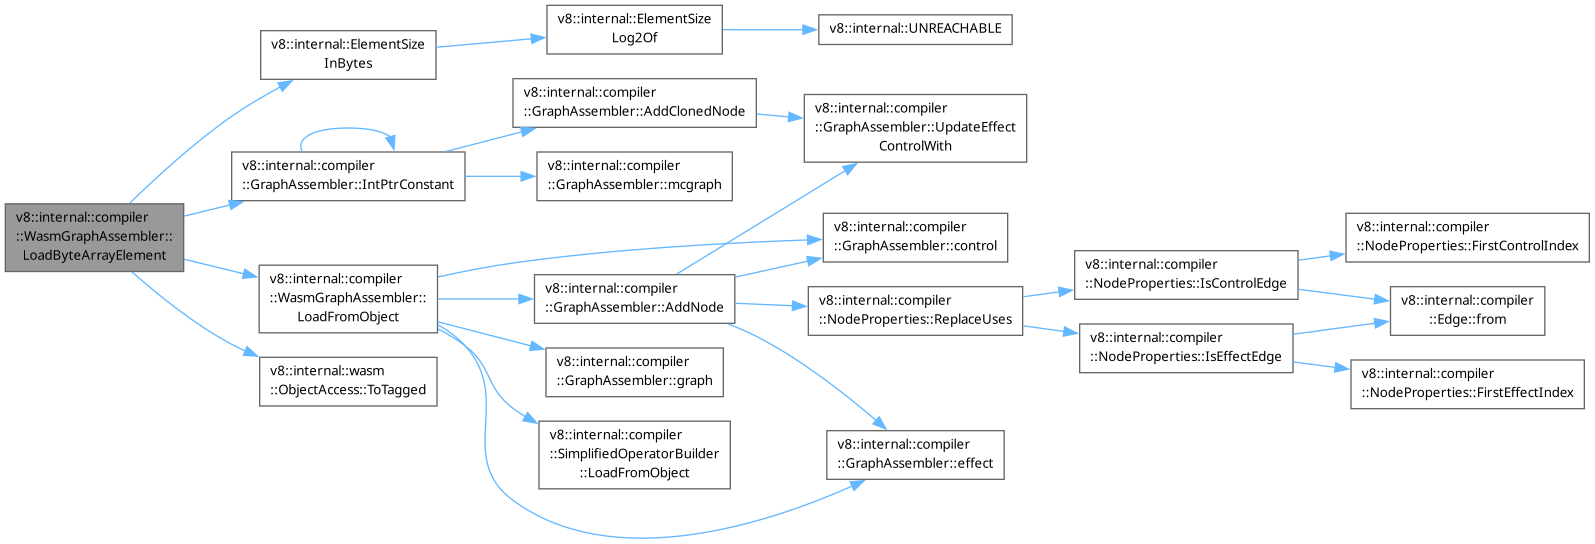 v8::internal::compiler
::WasmGraphAssembler::
LoadByteArrayElement
v8::internal::ElementSize
InBytes
v8::internal::ElementSize
Log2Of
v8::internal::UNREACHABLE
v8::internal::compiler
::GraphAssembler::IntPtrConstant
v8::internal::compiler
::GraphAssembler::AddClonedNode
v8::internal::compiler
::GraphAssembler::UpdateEffect
ControlWith
v8::internal::compiler
::GraphAssembler::mcgraph
v8::internal::compiler
::WasmGraphAssembler::
LoadFromObject
v8::internal::compiler
::GraphAssembler::control
v8::internal::compiler
::GraphAssembler::AddNode
v8::internal::compiler
::NodeProperties::ReplaceUses
v8::internal::compiler
::NodeProperties::IsControlEdge
v8::internal::compiler
::NodeProperties::FirstControlIndex
v8::internal::compiler
::Edge::from
v8::internal::compiler
::NodeProperties::IsEffectEdge
v8::internal::compiler
::NodeProperties::FirstEffectIndex
v8::internal::compiler
::GraphAssembler::graph
v8::internal::compiler
::SimplifiedOperatorBuilder
::LoadFromObject
v8::internal::compiler
::GraphAssembler::effect
v8::internal::wasm
::ObjectAccess::ToTagged